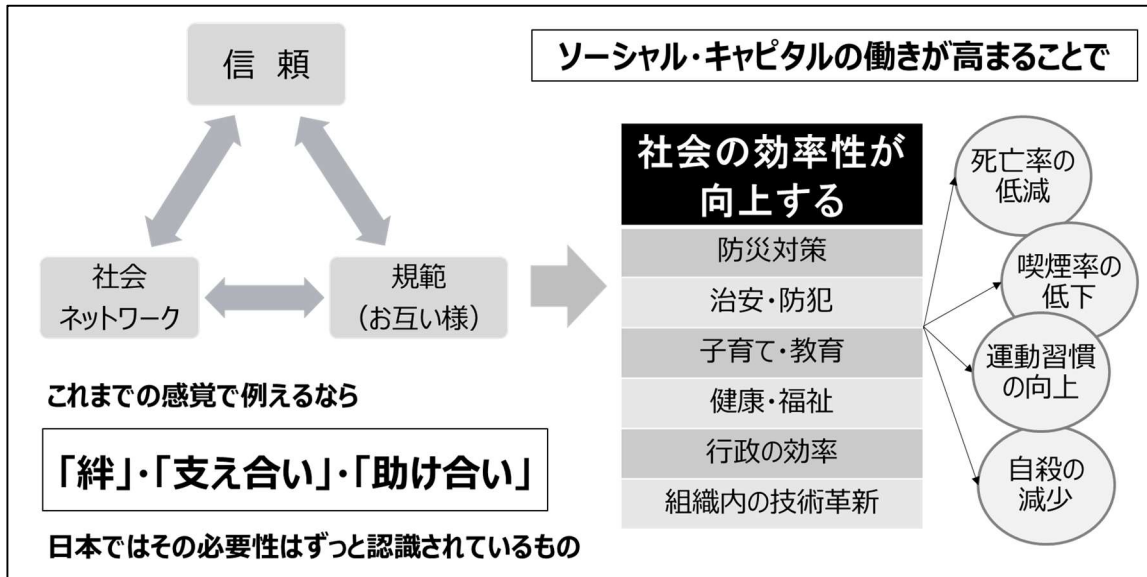 信 頼
社会
ネットワーク
規範
（お互い様）
これまでの感覚で例えるなら
「絆」・「支え合い」・「助け合い」
日本ではその必要性はずっと認識されているもの
ソーシャル・キャピタルの働きが高まることで
社会の効率性が
向上する
防災対策
治安・防犯
子育て・教育
健康・福祉
行政の効率
組織内の技術革新
死亡率の
低減
喫煙率の
低下
運動習慣
の向上
自殺の
減少